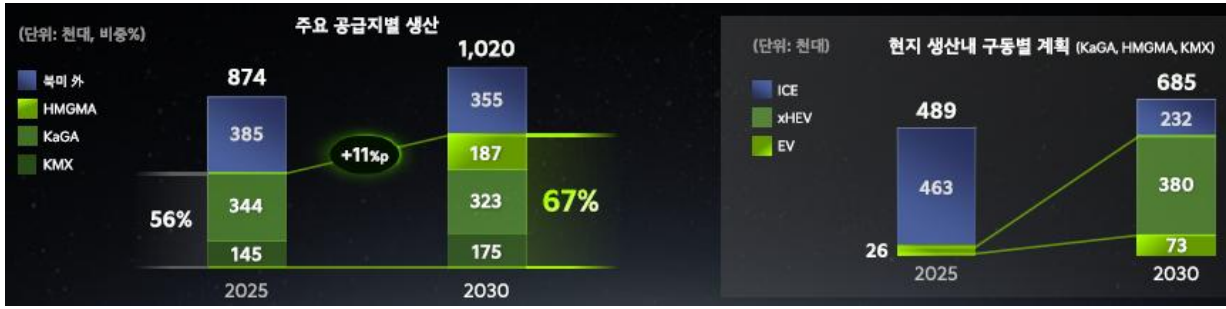 주요 공급지별 생산
(단위: 천대, 비중%)
북미 外
HMGMA
KaGA
KMX
874
385
344
145
56%
2025
+11%p
1,020
355
187
323
175
67%
2030
현지 생산내 구동별 계획 (KaGA, HMGMA, KMX)
(단위: 천대)
ICE
xHEV
EV
489
463
26
2025
685
232
380
73
2030